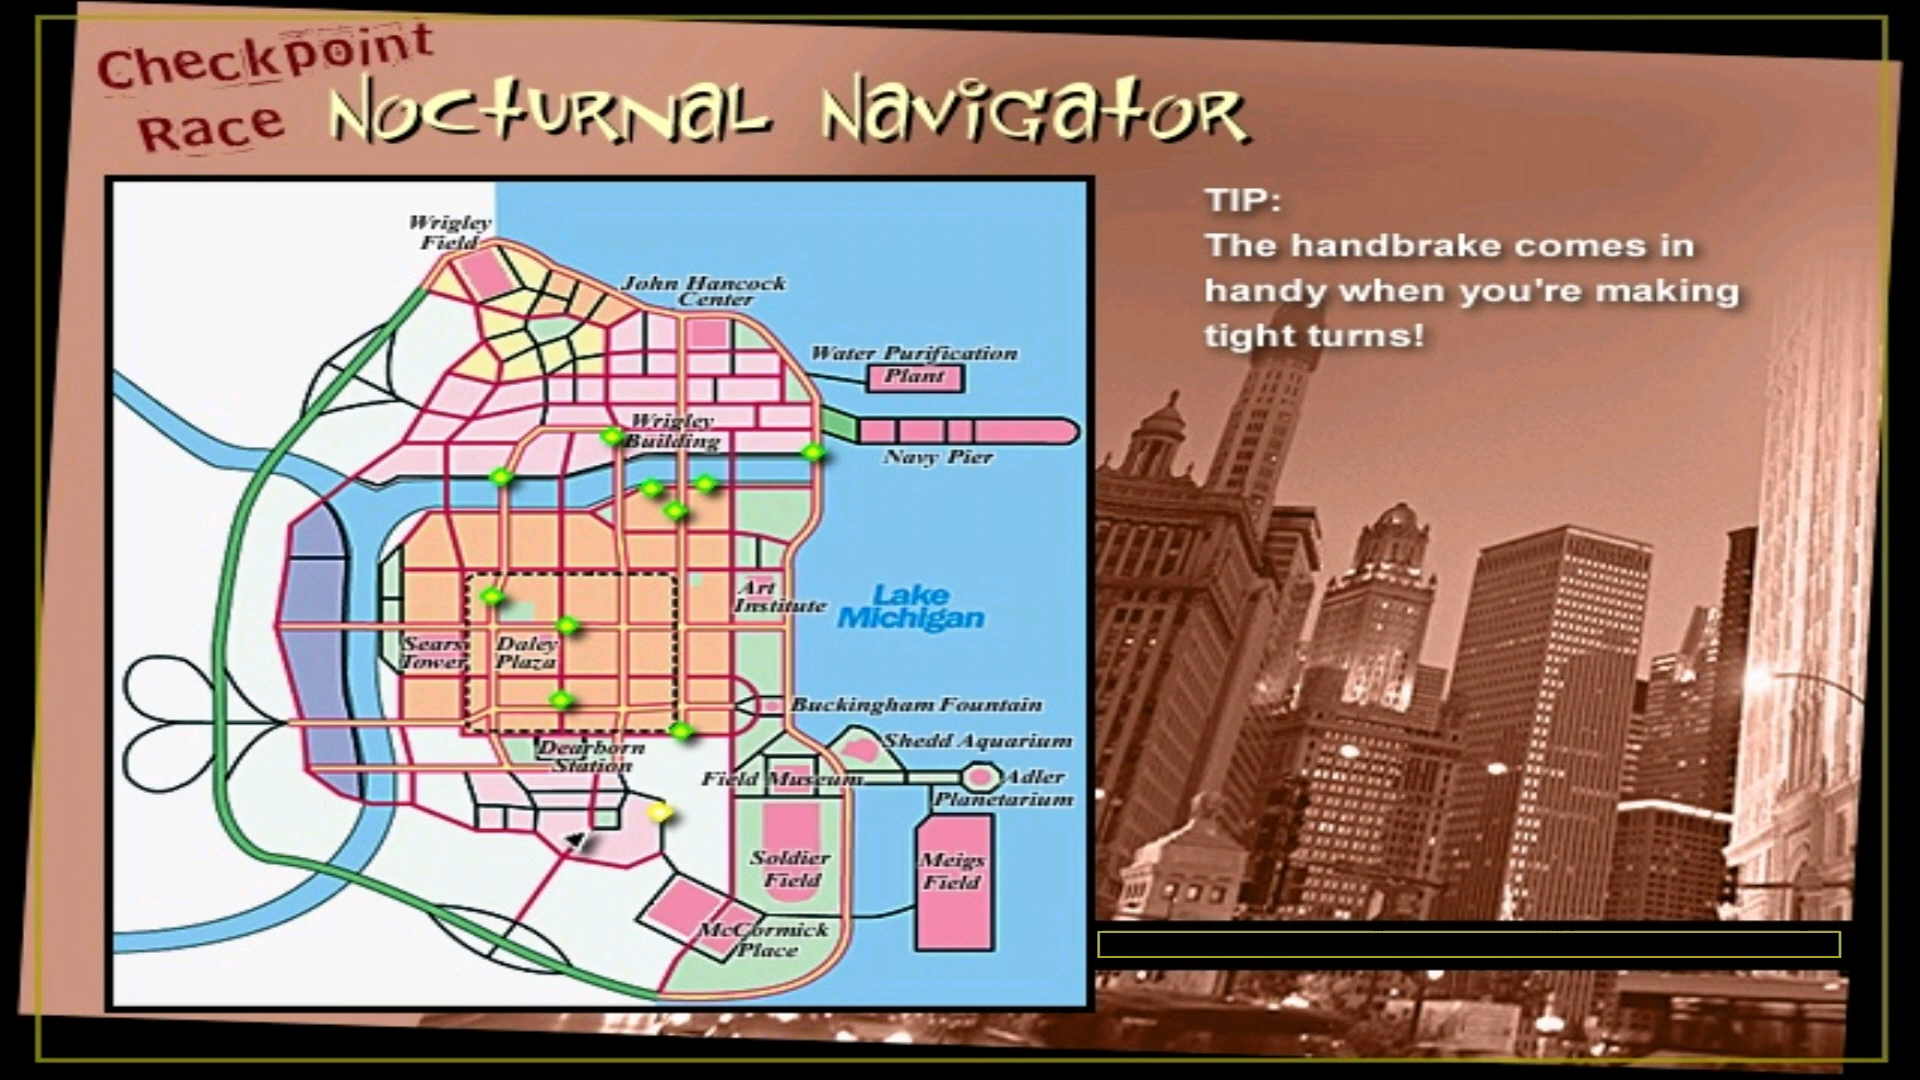 Checkpoint
Race
Nocturnal Navigator
TIP:
The handbrake comes in
handy when you're making
tight turns!
Wrigley
Field
John Hancock
Center
Water Purification
Plant
Wrigley
Building
Navy Pier
Art
Institute
Lake
Michigan
Sears
Tower
Daley
Plaza
Buckingham Fountain
Dearborn
Station
Shedd Aquarium
Field Museum
Adler
Planetarium
Soldier
Field
Meigs
Field
McCormick
Place